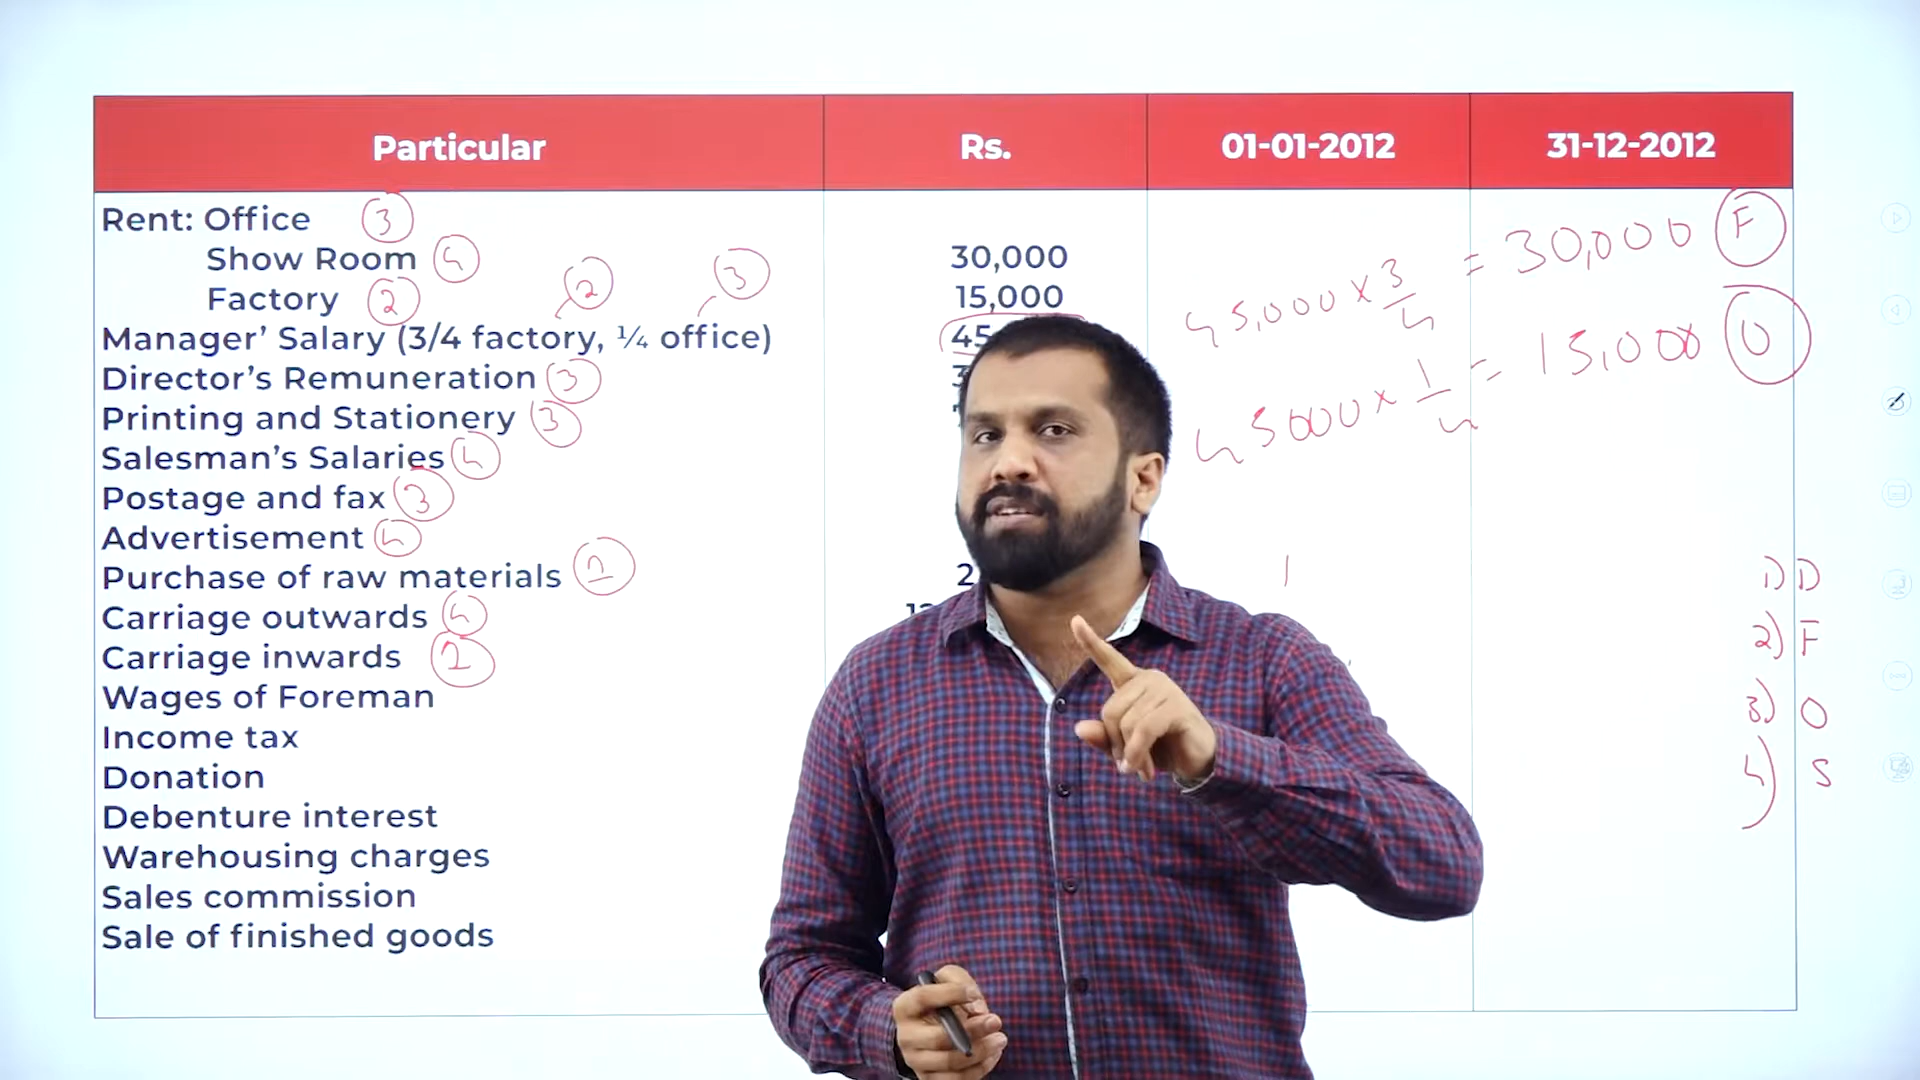 Particular Rs. 01-01-2012 31-12-2012
Rent: Office 3
Show Room 4 30,000
Factory 2 15,000
2 3
Manager’ Salary (3/4 factory, ¼ office) 45
Director’s Remuneration 3
Printing and Stationery 3
Salesman’s Salaries 4
Postage and fax 3
Advertisement 4
Purchase of raw materials
Carriage outwards 4
Carriage inwards
Wages of Foreman
Income tax
Donation
Debenture interest
Warehousing charges
Sales commission
Sale of finished goods
45,000 × 3/4 = 30,000 F
45000 × 1/4 = 15,000 O
1) D
2) F
3) O
4) S